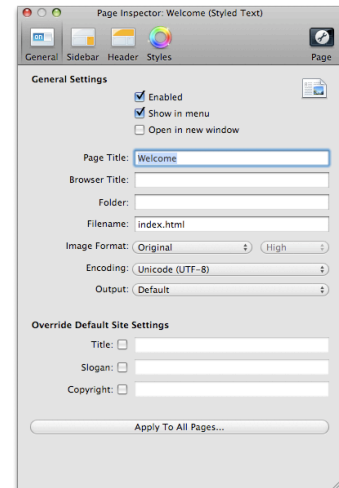 Page Inspector: Welcome (Styled Text)
General Sidebar Header Styles Page
General Settings
Enabled
Show in menu
Open in new window
Page Title: Welcome
Browser Title:
Folder:
Filename: index.html
Image Format: Original High
Encoding: Unicode (UTF-8)
Output: Default
Override Default Site Settings
Title:
Slogan:
Copyright:
Apply To All Pages...